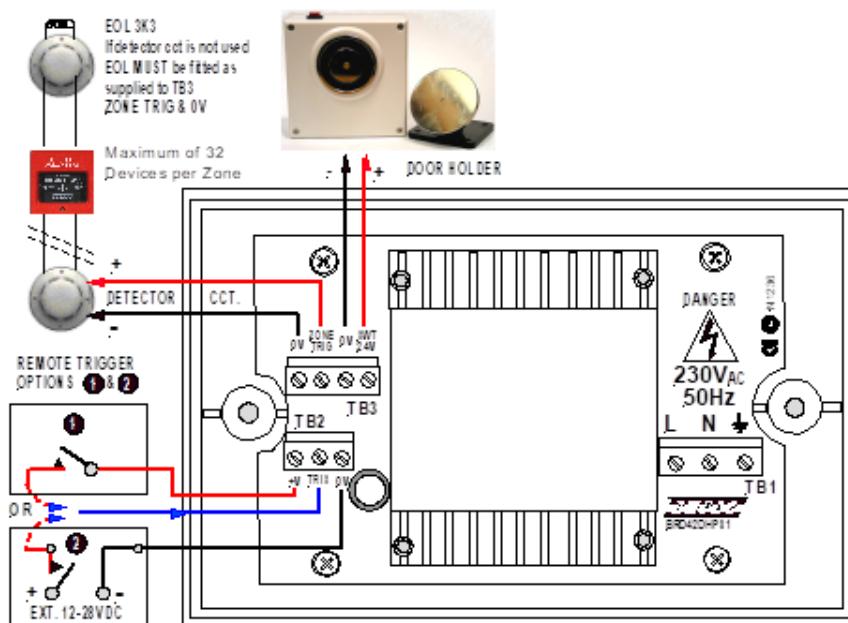 EOL 3K3
If detector cct is not used
EOL MUST be fitted as
supplied to TB3
ZONE TRIG & 0V
Maximum of 32
Devices per Zone
- +
DOOR HOLDER
+
DETECTOR CCT.
-
0V
ZONE
TRIG
0V
24V
TB3
REMOTE TRIGGER
OPTIONS 1 & 2
1
TB2
+V
0V
OR
2
+ -
EXT. 12-28VDC
DANGER
230VAC
50Hz
L N
TB1
BRD42DHP01